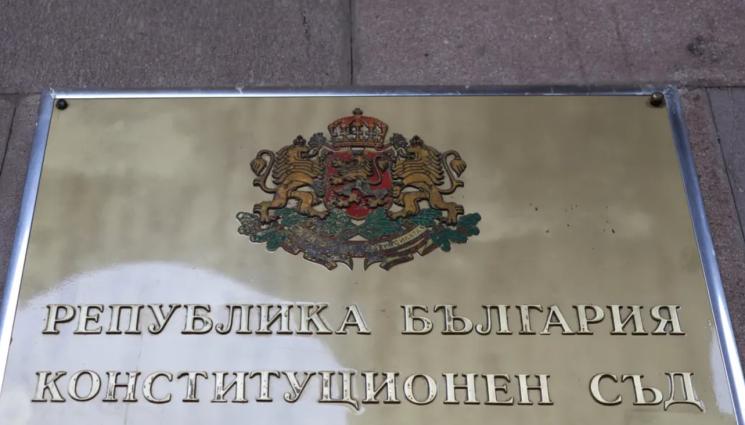 РЕПУБЛИКА БЪЛГАРИЯ
КОНСТИТУЦИОНЕН СЪД